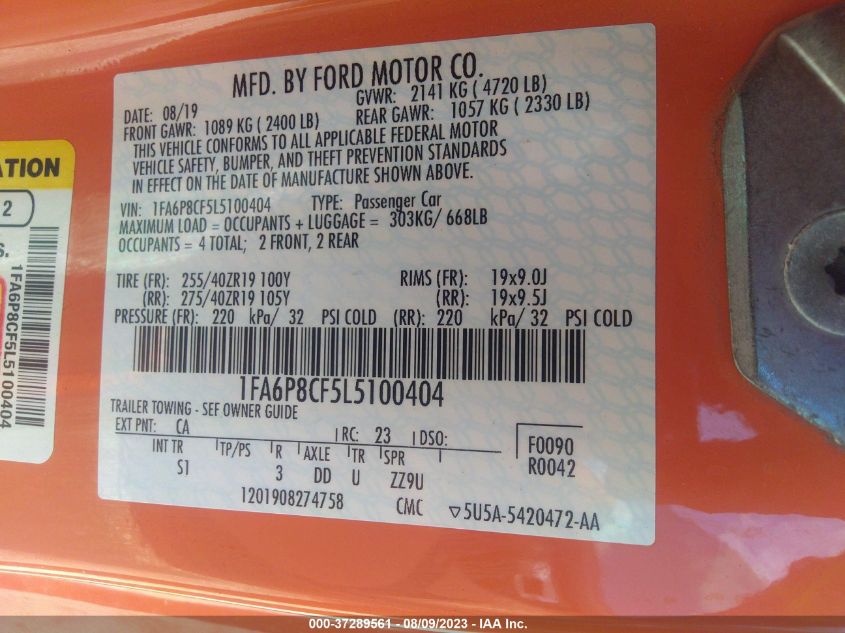 MFD. BY FORD MOTOR CO.
DATE: 08/19 GVWR: 2141 KG ( 4720 LB)
FRONT GAWR: 1089 KG ( 2400 LB) REAR GAWR: 1057 KG ( 2330 LB)
THIS VEHICLE CONFORMS TO ALL APPLICABLE FEDERAL MOTOR
VEHICLE SAFETY, BUMPER, AND THEFT PREVENTION STANDARDS
IN EFFECT ON THE DATE OF MANUFACTURE SHOWN ABOVE.
VIN: 1FA6P8CF5L5100404 TYPE: Passenger Car
MAXIMUM LOAD = OCCUPANTS + LUGGAGE = 303KG/ 668LB
OCCUPANTS = 4 TOTAL; 2 FRONT, 2 REAR
TIRE (FR): 255/40ZR19 100Y RIMS (FR): 19x9.0J
(RR): 275/40ZR19 105Y (RR): 19x9.5J
PRESSURE (FR): 220 kPa/ 32 PSI COLD (RR): 220 kPa/ 32 PSI COLD
1FA6P8CF5L5100404
TRAILER TOWING - SEF OWNER GUIDE
EXT PNT: CA RC: 23 DSO: F0090
INT TR TP/PS R AXLE TR SPR R0042
S1 3 DD U ZZ9U
1201908274758 CMC ▽5U5A-5420472-AA
ATION
2
S.
1FA6P8CF5L5100404
000-37289561 - 08/09/2023 - IAA Inc.